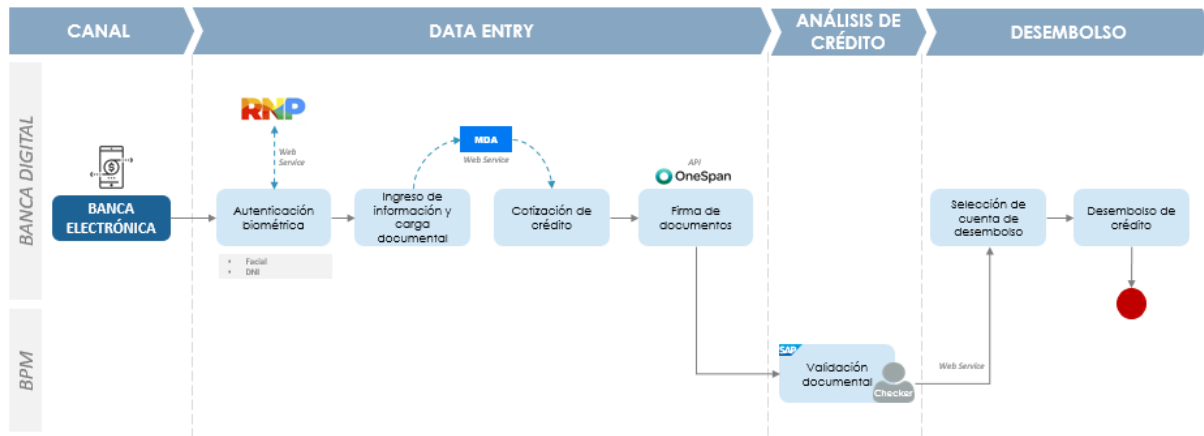 CANAL
DATA ENTRY
ANÁLISIS DE
CRÉDITO
DESEMBOLSO
BANCA DIGITAL
RNP
Web
Service
MDA
Web Service
API
OneSpan
BANCA
ELECTRÓNICA
Autenticación
biométrica
Ingreso de
información y
carga
documental
Cotización de
crédito
Firma de
documentos
Selección de
cuenta de
desembolso
Desembolso de
crédito
• Facial
• DNI
BPM
SAP
Validación
documental
Checker
Web Service